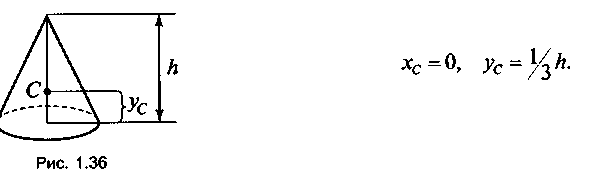 h
C
y_C
x_C = 0, y_C = 1/3 h.
Рис. 1.36